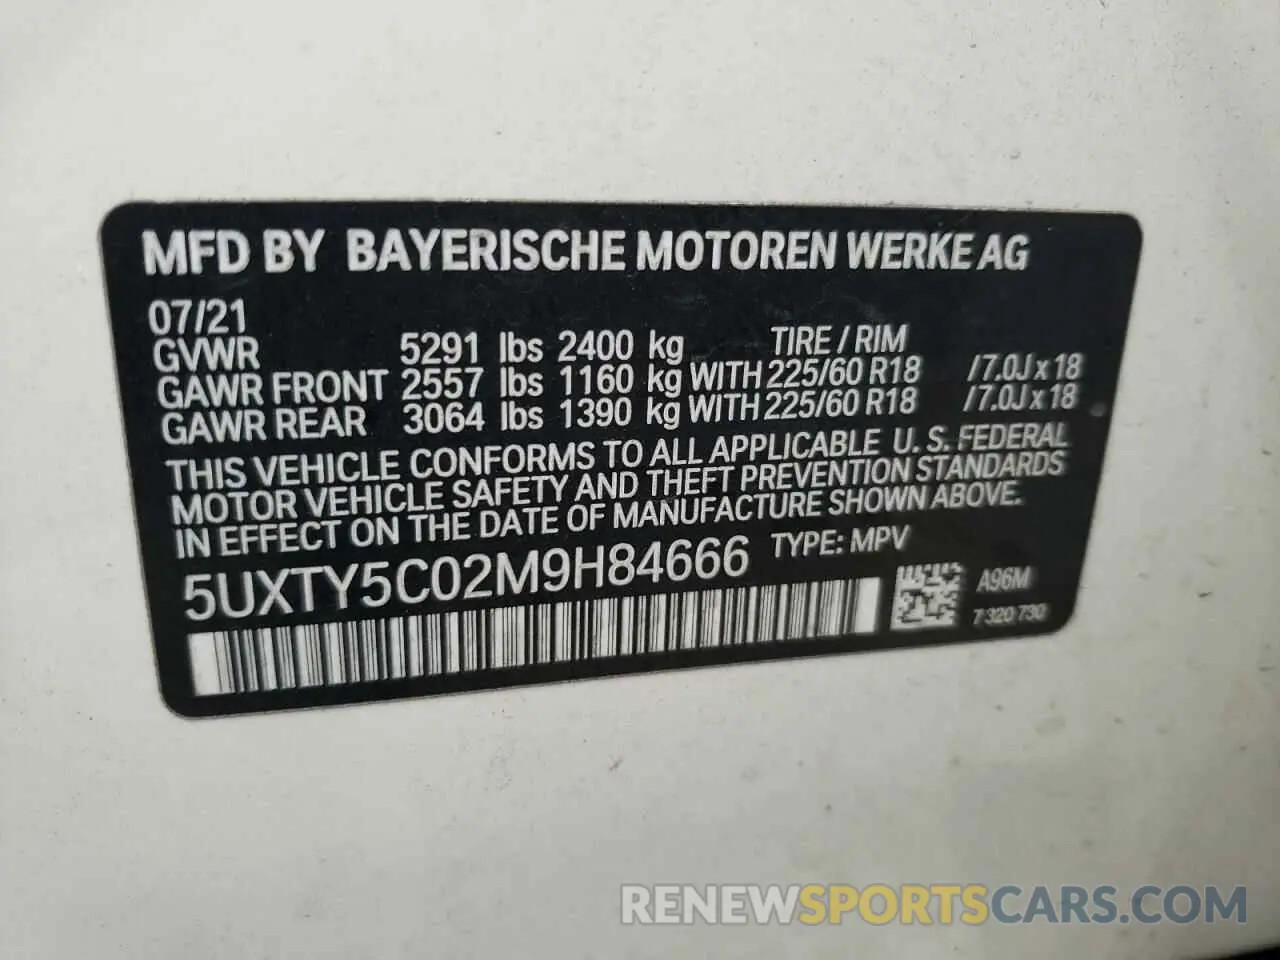 MFD BY BAYERISCHE MOTOREN WERKE AG
07/21
GVWR 5291 lbs 2400 kg TIRE / RIM
GAWR FRONT 2557 lbs 1160 kg WITH 225/60 R18 /7.0J x 18
GAWR REAR 3064 lbs 1390 kg WITH 225/60 R18 /7.0J x 18
THIS VEHICLE CONFORMS TO ALL APPLICABLE U. S. FEDERAL
MOTOR VEHICLE SAFETY AND THEFT PREVENTION STANDARDS
IN EFFECT ON THE DATE OF MANUFACTURE SHOWN ABOVE.
5UXTY5C02M9H84666 TYPE: MPV
A96M
7 320 730
RENEWSPORTSCARS.COM